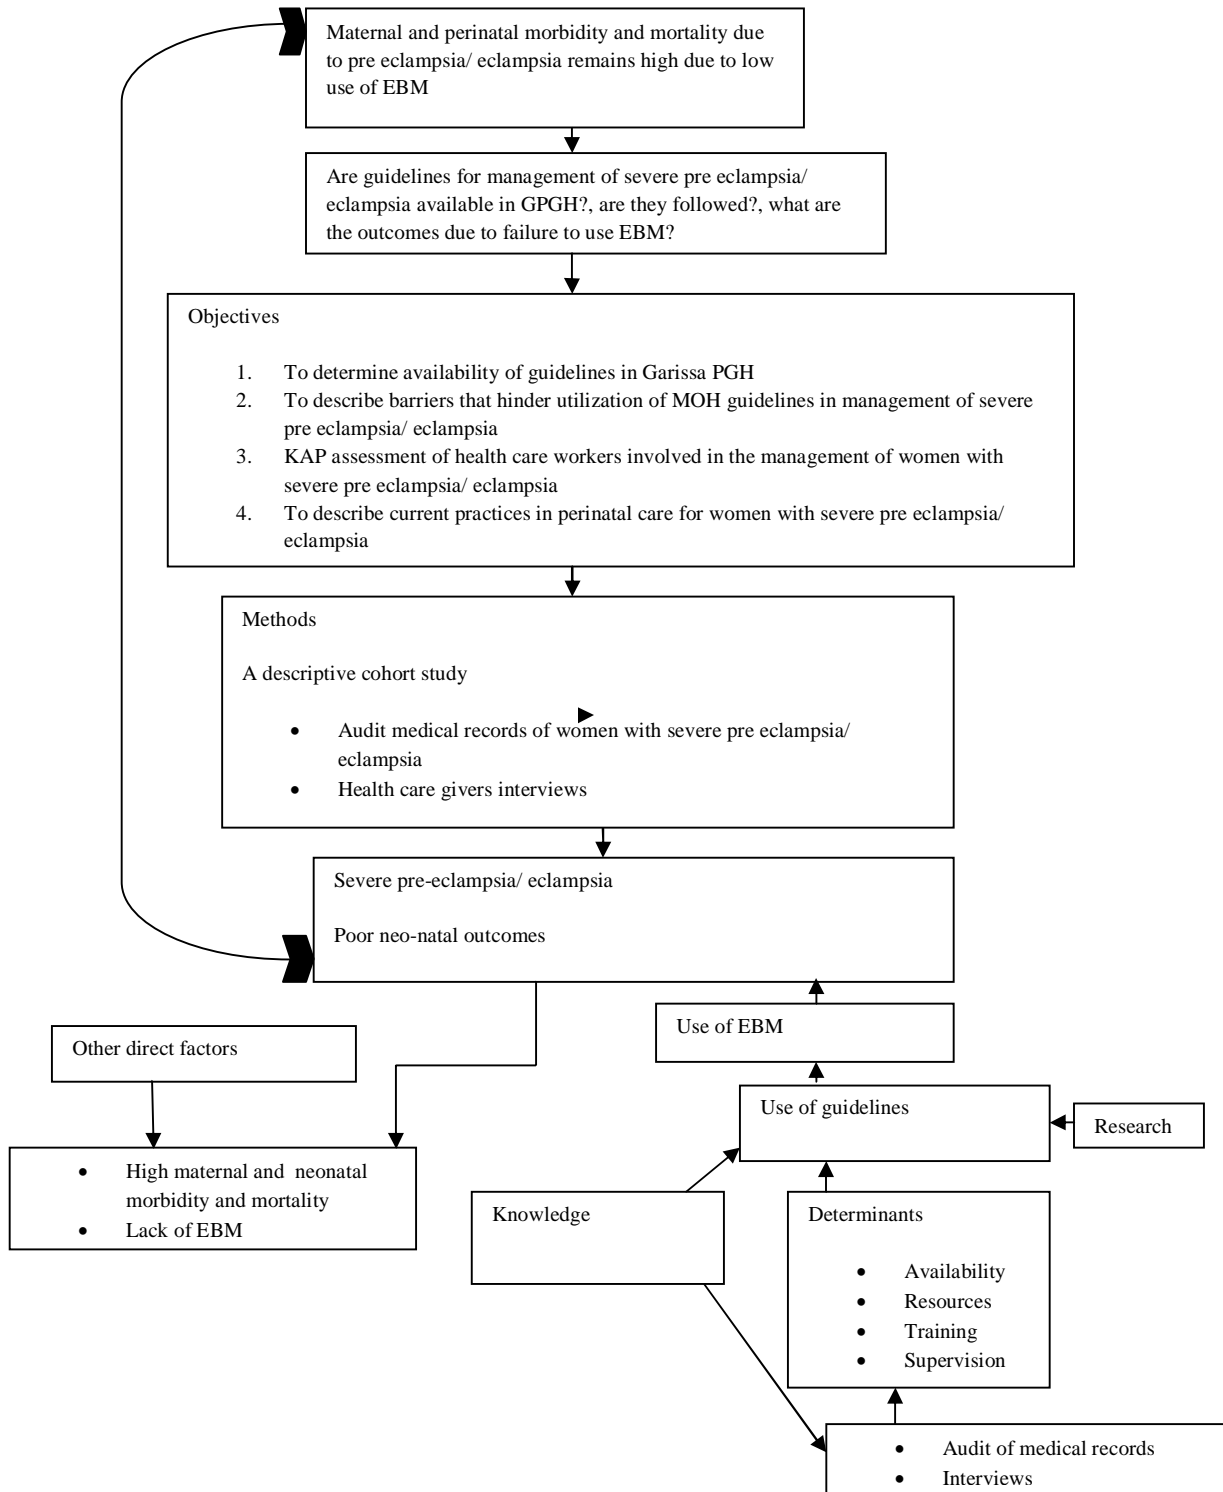 Maternal and perinatal morbidity and mortality due
to pre eclampsia/ eclampsia remains high due to low
use of EBM
Are guidelines for management of severe pre eclampsia/
eclampsia available in GPGH?, are they followed?, what are
the outcomes due to failure to use EBM?
Objectives
1. To determine availability of guidelines in Garissa PGH
2. To describe barriers that hinder utilization of MOH guidelines in management of severe
pre eclampsia/ eclampsia
3. KAP assessment of health care workers involved in the management of women with
severe pre eclampsia/ eclampsia
4. To describe current practices in perinatal care for women with severe pre eclampsia/
eclampsia
Methods
A descriptive cohort study
• Audit medical records of women with severe pre eclampsia/
eclampsia
• Health care givers interviews
Severe pre-eclampsia/ eclampsia
Poor neo-natal outcomes
Use of EBM
Other direct factors
Use of guidelines
Research
• High maternal and neonatal
morbidity and mortality
• Lack of EBM
Knowledge
Determinants
• Availability
• Resources
• Training
• Supervision
• Audit of medical records
• Interviews